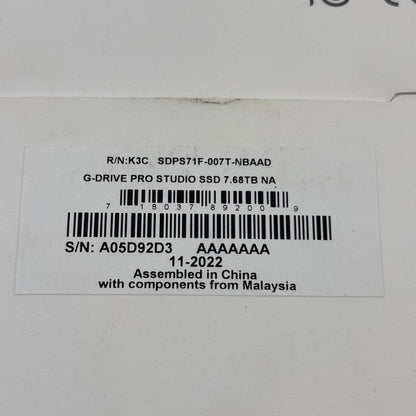 R/N:K3C SDPS71F-007T-NBAAD
G-DRIVE PRO STUDIO SSD 7.68TB NA
7 18037 89200 9
S/N: A05D92D3 AAAAAAA
11-2022
Assembled in China
with components from Malaysia